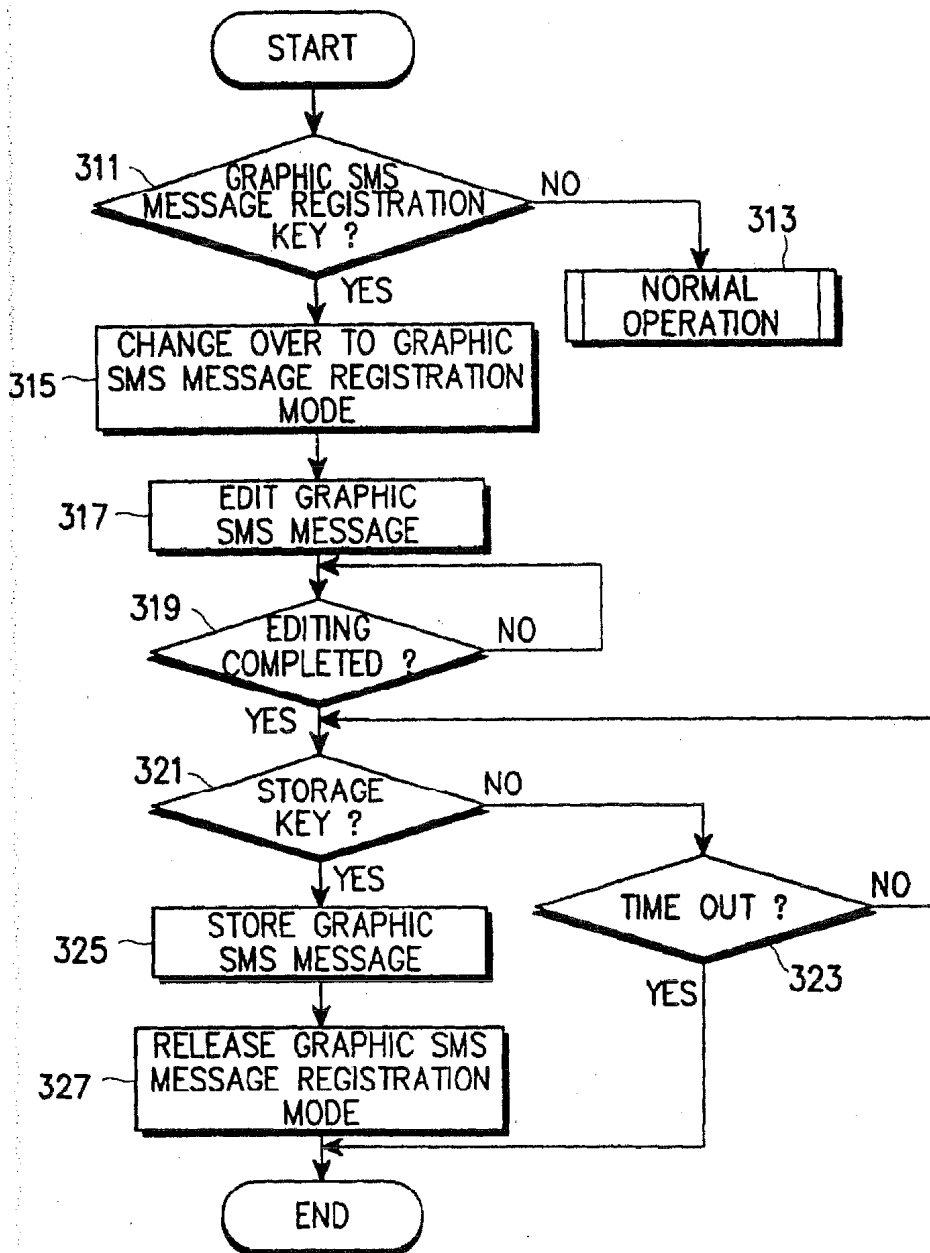 START
311
GRAPHIC SMS
MESSAGE REGISTRATION
KEY ?
NO
313
NORMAL
OPERATION
YES
315
CHANGE OVER TO GRAPHIC
SMS MESSAGE REGISTRATION
MODE
317
EDIT GRAPHIC
SMS MESSAGE
319
EDITING
COMPLETED ?
NO
YES
321
STORAGE
KEY ?
NO
YES
TIME OUT ?
NO
323
YES
325
STORE GRAPHIC
SMS MESSAGE
327
RELEASE GRAPHIC SMS
MESSAGE REGISTRATION
MODE
END